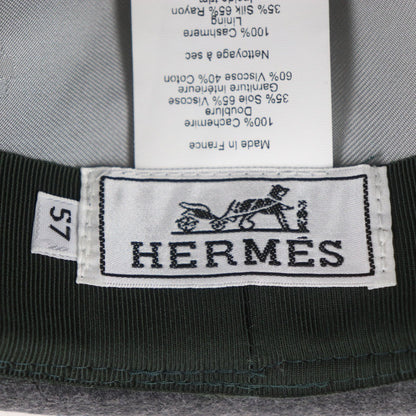 Made in France
100% Cachemire
Doublure
35% Soie 65% Viscose
Garniture intérieure
60% Viscose 40% Coton
Nettoyage à sec
100% Cashmere
Lining
35% Silk 65% Rayon
57
HERMES